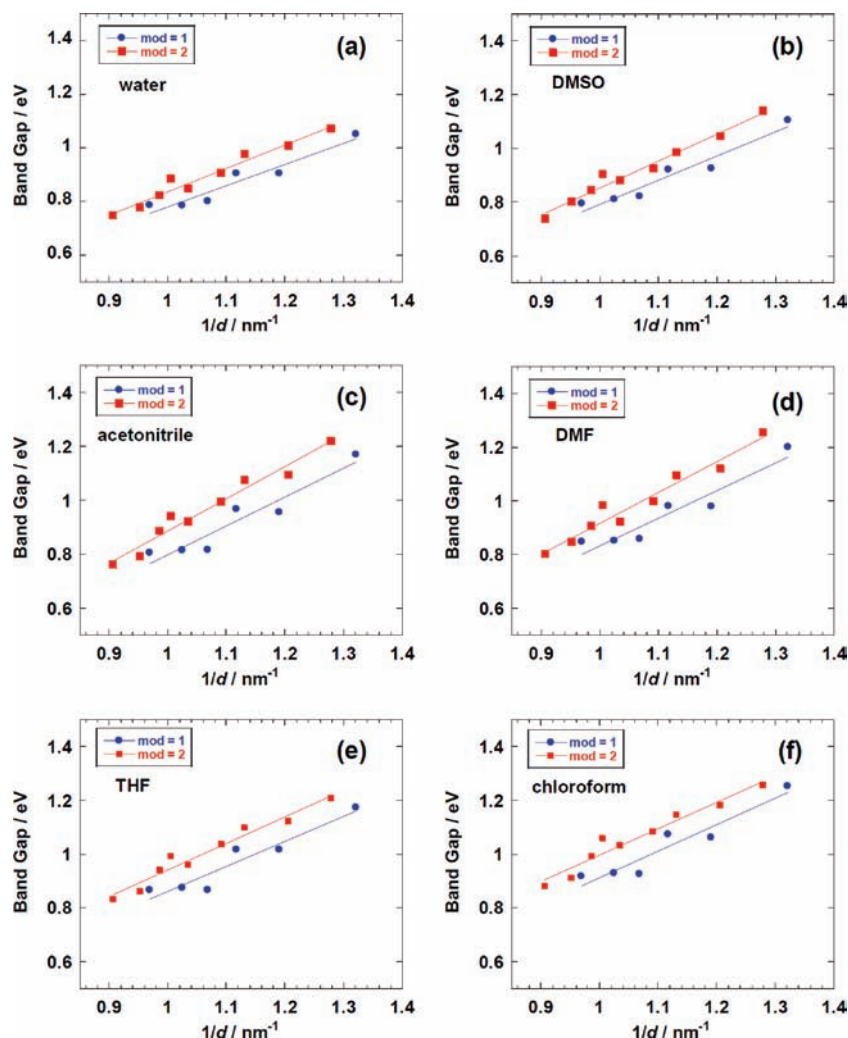 mod = 1
mod = 2
(a)
water
Band Gap / eV
1.4
1.2
1
0.8
0.6
0.9 1 1.1 1.2 1.3 1.4
1/d / nm⁻¹
mod = 1
mod = 2
(b)
DMSO
Band Gap / eV
1.4
1.2
1
0.8
0.6
0.9 1 1.1 1.2 1.3 1.4
1/d / nm⁻¹
mod = 1
mod = 2
(c)
acetonitrile
Band Gap / eV
1.4
1.2
1
0.8
0.6
0.9 1 1.1 1.2 1.3 1.4
1/d / nm⁻¹
mod = 1
mod = 2
(d)
DMF
Band Gap / eV
1.4
1.2
1
0.8
0.6
0.9 1 1.1 1.2 1.3 1.4
1/d / nm⁻¹
mod = 1
mod = 2
(e)
THF
Band Gap / eV
1.4
1.2
1
0.8
0.6
0.9 1 1.1 1.2 1.3 1.4
1/d / nm⁻¹
mod = 1
mod = 2
(f)
chloroform
Band Gap / eV
1.4
1.2
1
0.8
0.6
0.9 1 1.1 1.2 1.3 1.4
1/d / nm⁻¹